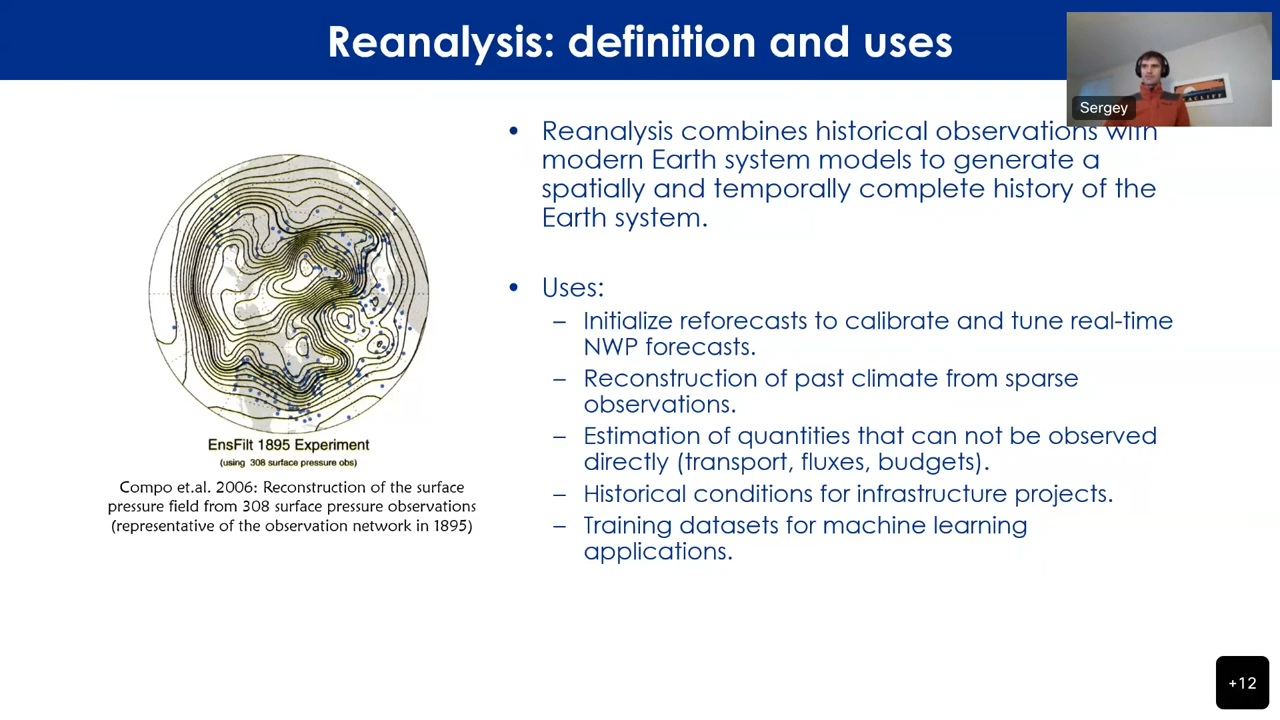 Reanalysis: definition and uses
Sergey
• Reanalysis combines historical observations with
modern Earth system models to generate a
spatially and temporally complete history of the
Earth system.
• Uses:
– Initialize reforecasts to calibrate and tune real-time
NWP forecasts.
– Reconstruction of past climate from sparse
observations.
– Estimation of quantities that can not be observed
directly (transport, fluxes, budgets).
– Historical conditions for infrastructure projects.
– Training datasets for machine learning
applications.
EnsFilt 1895 Experiment
(using 308 surface pressure obs)
Compo et.al. 2006: Reconstruction of the surface
pressure field from 308 surface pressure observations
(representative of the observation network in 1895)
+12